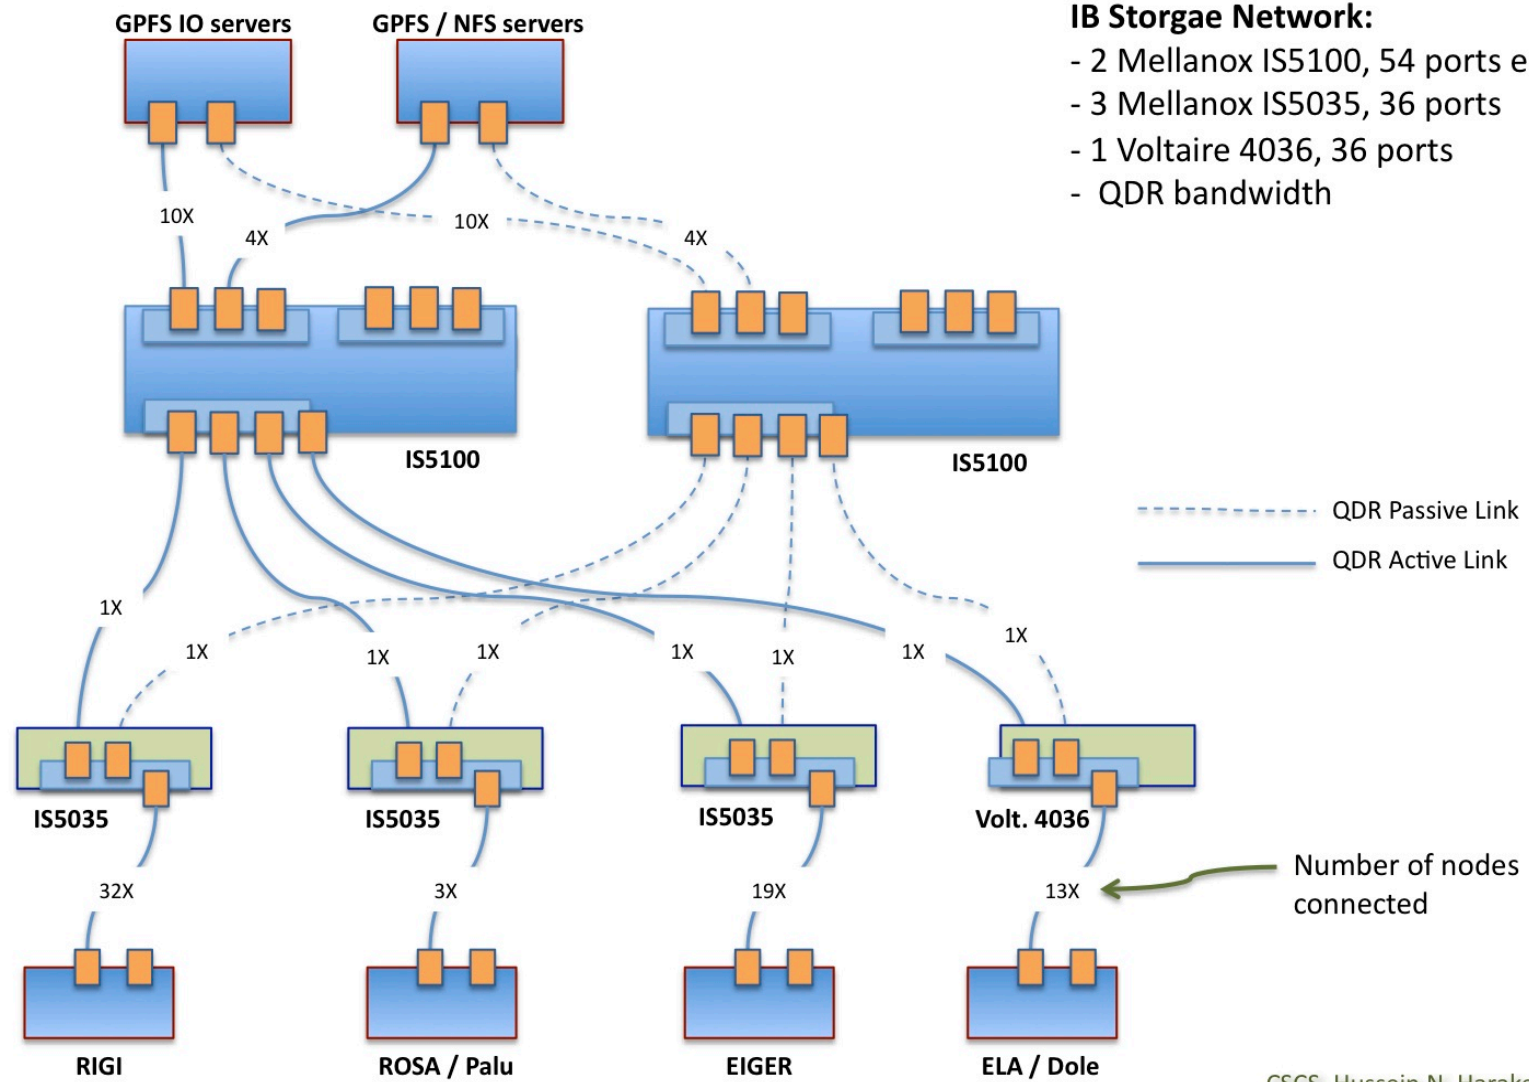 GPFS IO servers
GPFS / NFS servers
IB Storgae Network:
- 2 Mellanox IS5100, 54 ports e
- 3 Mellanox IS5035, 36 ports
- 1 Voltaire 4036, 36 ports
- QDR bandwidth
10X
4X
10X
4X
IS5100
IS5100
QDR Passive Link
QDR Active Link
1X
1X
1X
1X
1X
1X
1X
1X
IS5035
IS5035
IS5035
Volt. 4036
32X
3X
19X
13X
Number of nodes
connected
RIGI
ROSA / Palu
EIGER
ELA / Dole